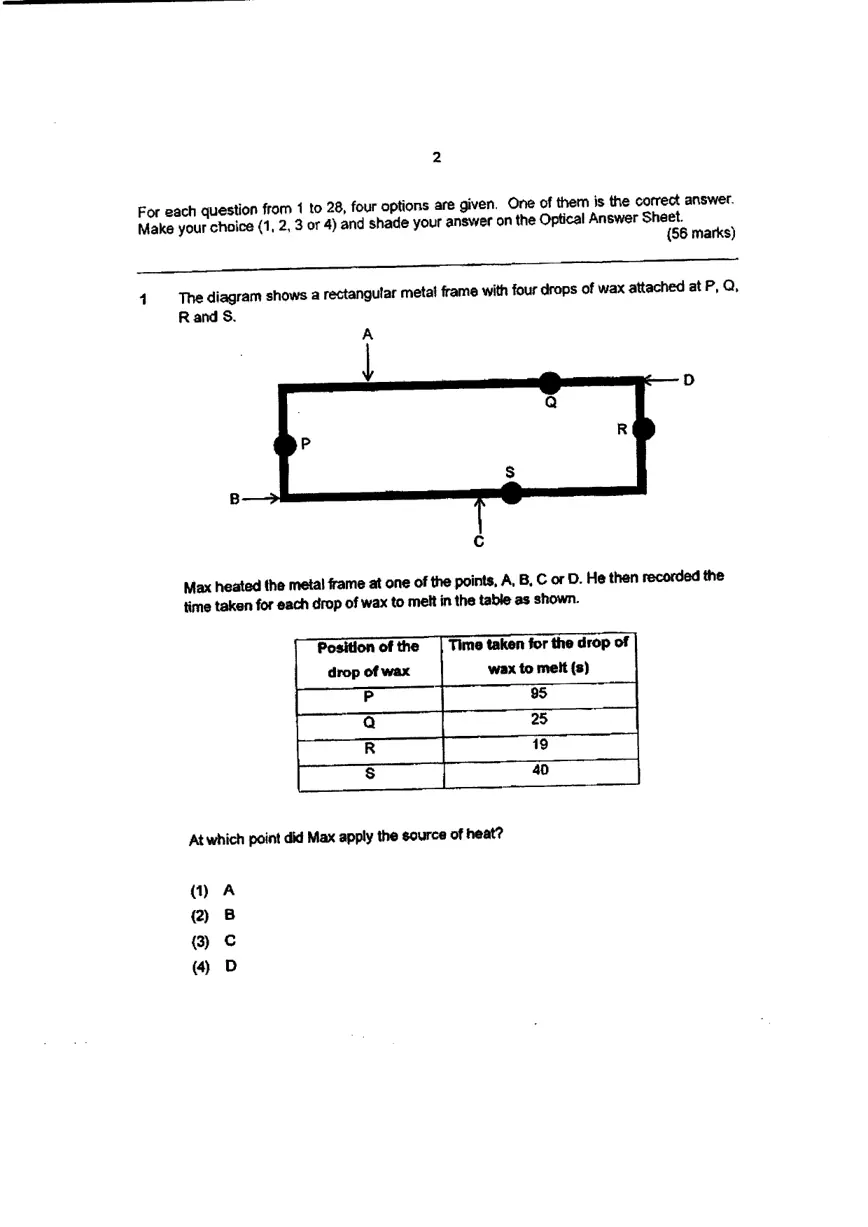 2
For each question from 1 to 28, four options are given. One of them is the correct answer.
Make your choice (1, 2, 3 or 4) and shade your answer on the Optical Answer Sheet.
(56 marks)
1 The diagram shows a rectangular metal frame with four drops of wax attached at P, Q,
R and S.
A
D
Q
R
P
S
B
C
Max heated the metal frame at one of the points, A, B, C or D. He then recorded the
time taken for each drop of wax to melt in the table as shown.
Position of the drop of wax Time taken for the drop of wax to melt (s)
P 95
Q 25
R 19
S 40
At which point did Max apply the source of heat?
(1) A
(2) B
(3) C
(4) D